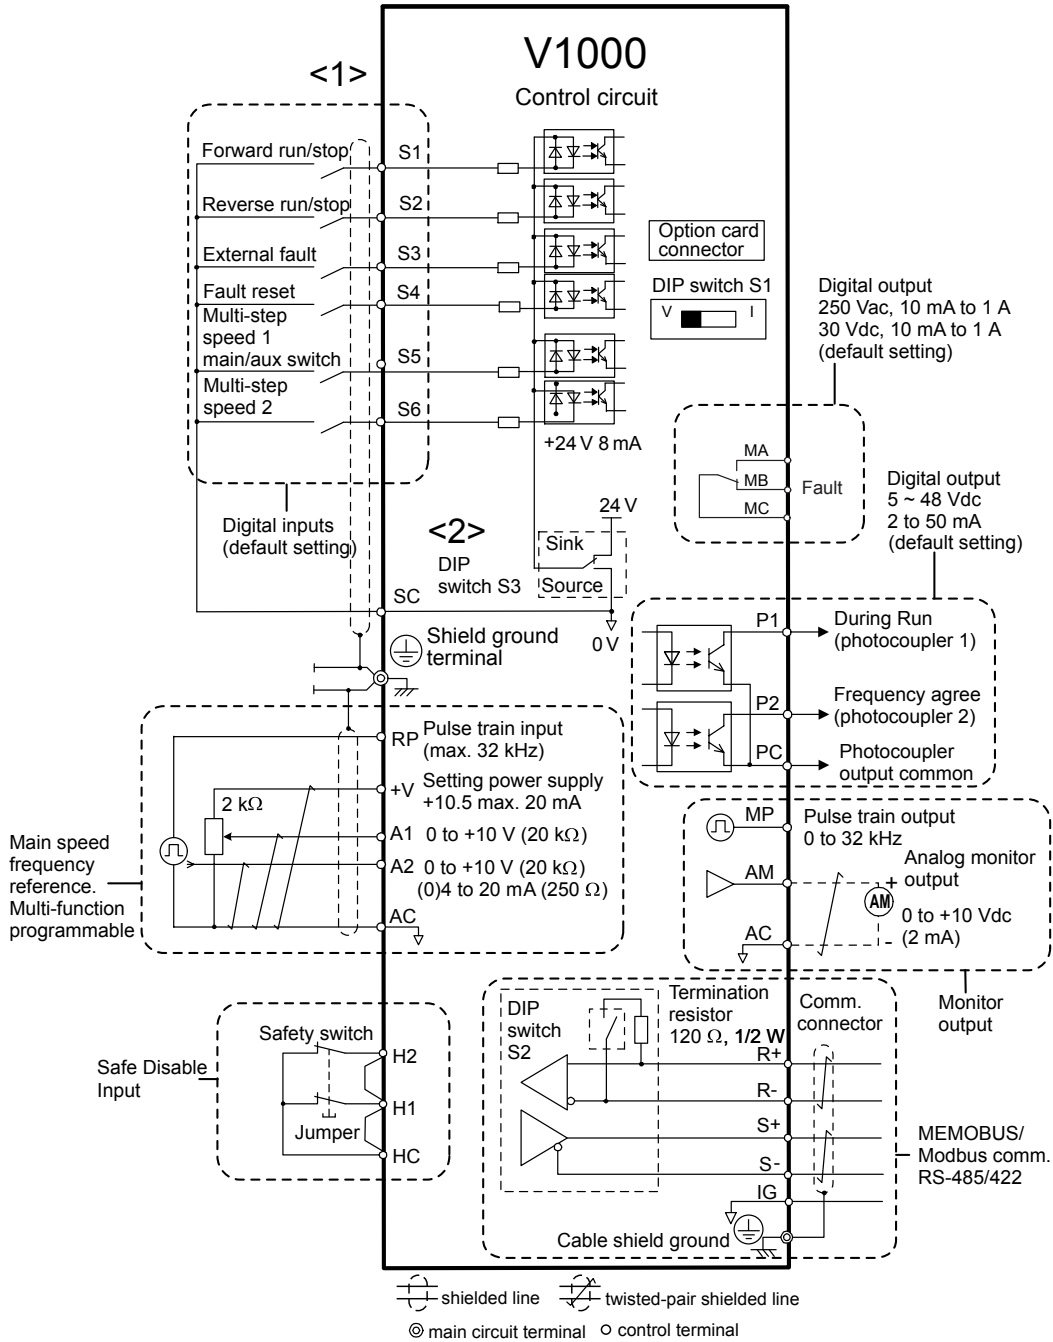 V1000
Control circuit
<1>
Forward run/stop
S1
Reverse run/stop
S2
External fault
S3
Fault reset
S4
Multi-step
speed 1
main/aux switch
S5
Multi-step
speed 2
S6
+24 V 8 mA
Option card
connector
DIP switch S1
V
I
Digital output
250 Vac, 10 mA to 1 A
30 Vdc, 10 mA to 1 A
(default setting)
MA
MB
MC
Fault
Digital output
5 ~ 48 Vdc
2 to 50 mA
(default setting)
Digital inputs
(default setting)
<2>
DIP
switch S3
24 V
Sink
Source
0 V
SC
Shield ground
terminal
P1
During Run
(photocoupler 1)
P2
Frequency agree
(photocoupler 2)
PC
Photocoupler
output common
RP
Pulse train input
(max. 32 kHz)
+V
Setting power supply
+10.5 max. 20 mA
2 kΩ
A1
0 to +10 V (20 kΩ)
A2
0 to +10 V (20 kΩ)
(0)4 to 20 mA (250 Ω)
AC
Main speed
frequency
reference.
Multi-function
programmable
MP
Pulse train output
0 to 32 kHz
AM
Analog monitor
output
+
AM
0 to +10 Vdc
(2 mA)
AC
-
Monitor
output
Safe Disable
Input
Safety switch
H2
H1
Jumper
HC
DIP
switch
S2
Termination
resistor
120 Ω, 1/2 W
Comm.
connector
R+
R-
S+
S-
IG
MEMOBUS/
Modbus comm.
RS-485/422
Cable shield ground
shielded line
twisted-pair shielded line
main circuit terminal
control terminal